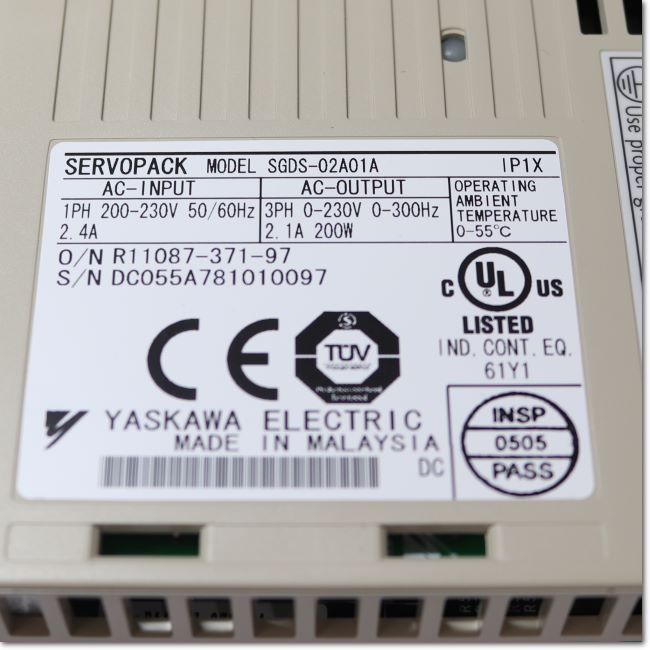 SERVOPACK MODEL SGDS-02A01A IP1X
AC-INPUT
1PH 200-230V 50/60Hz
2.4A
AC-OUTPUT
3PH 0-230V 0-300Hz
2.1A 200W
OPERATING
AMBIENT
TEMPERATURE
0-55℃
O/N R11087-371-97
S/N DC055A781010097
C UL ® US
LISTED
IND. CONT. EQ.
61Y1
CE
TÜV
YASKAWA ELECTRIC
MADE IN MALAYSIA
DC
INSP
0505
PASS
Use proper